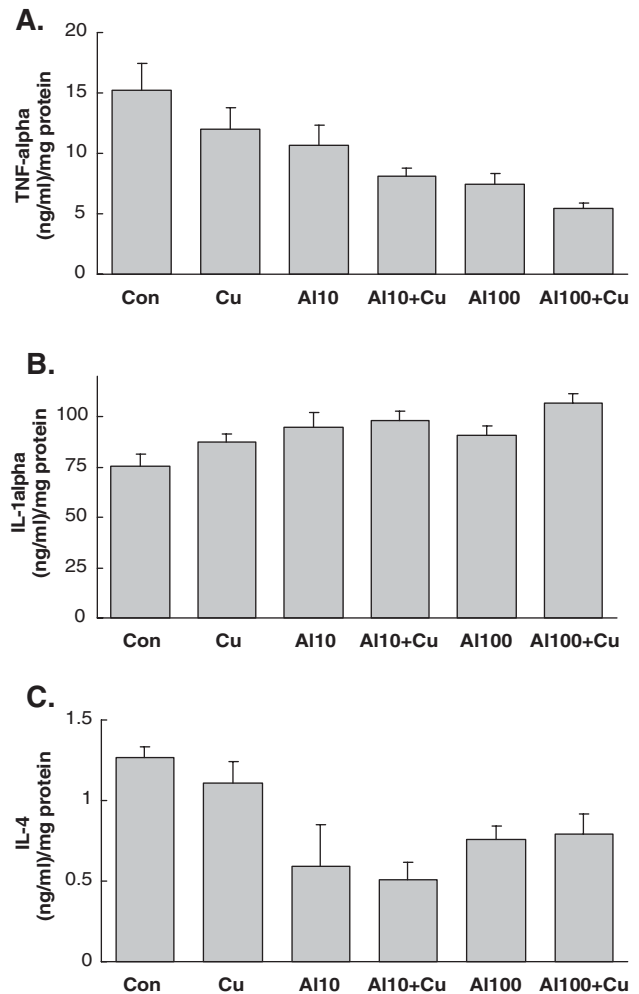 A.
TNF-alpha
(ng/ml)/mg protein
20
15
10
5
0
Con Cu Al10 Al10+Cu Al100 Al100+Cu
B.
IL-1alpha
(ng/ml)/mg protein
100
75
50
25
0
Con Cu Al10 Al10+Cu Al100 Al100+Cu
C.
IL-4
(ng/ml)/mg protein
1.5
1
0.5
0
Con Cu Al10 Al10+Cu Al100 Al100+Cu